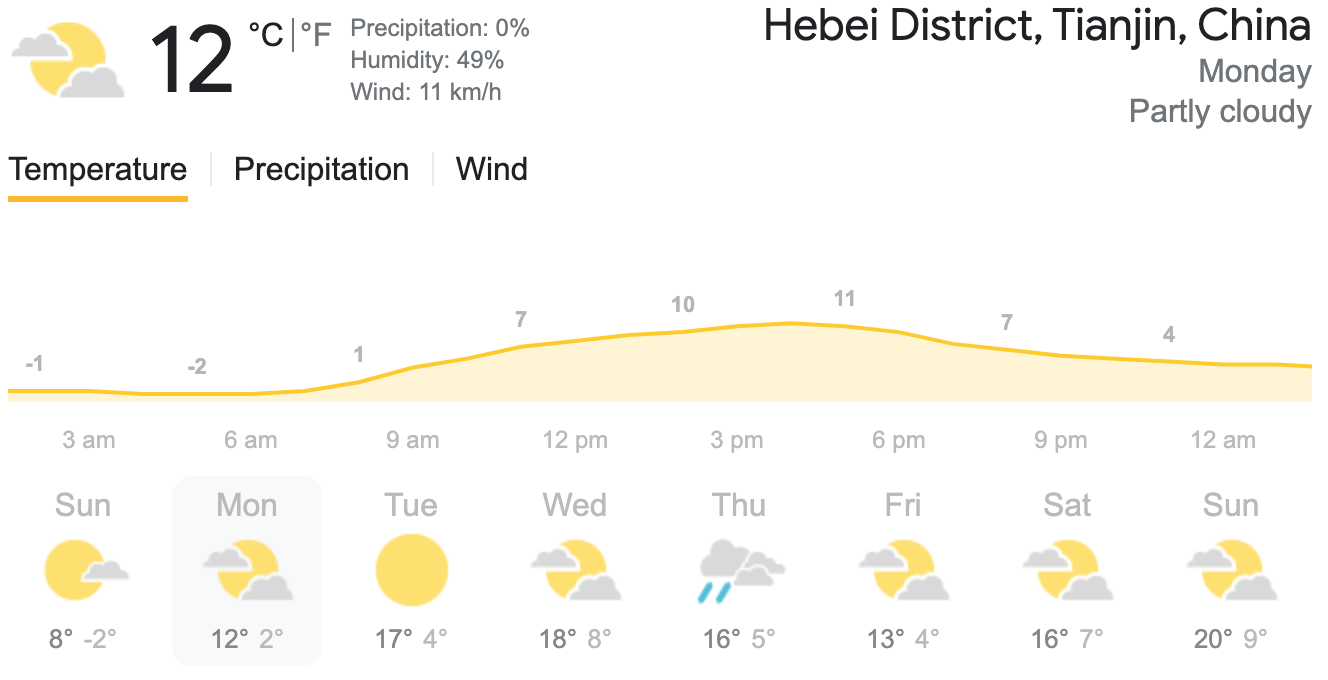 12 °C | °F
Precipitation: 0%
Humidity: 49%
Wind: 11 km/h
Hebei District, Tianjin, China
Monday
Partly cloudy
Temperature | Precipitation | Wind
-1 -2 1 7 10 11 7 4
3 am 6 am 9 am 12 pm 3 pm 6 pm 9 pm 12 am
Sun Mon Tue Wed Thu Fri Sat Sun
8° -2° 12° 2° 17° 4° 18° 8° 16° 5° 13° 4° 16° 7° 20° 9°